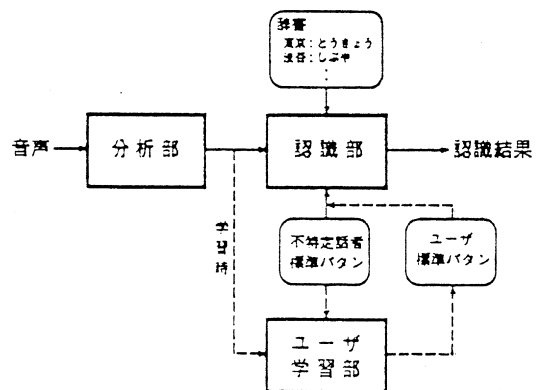 辞書
東京：とうきょう
渋谷：しぶや
⋮
音声
分析部
認識部
認識結果
学習時
不特定話者
標準パタン
ユーザ
標準パタン
ユーザ
学習部